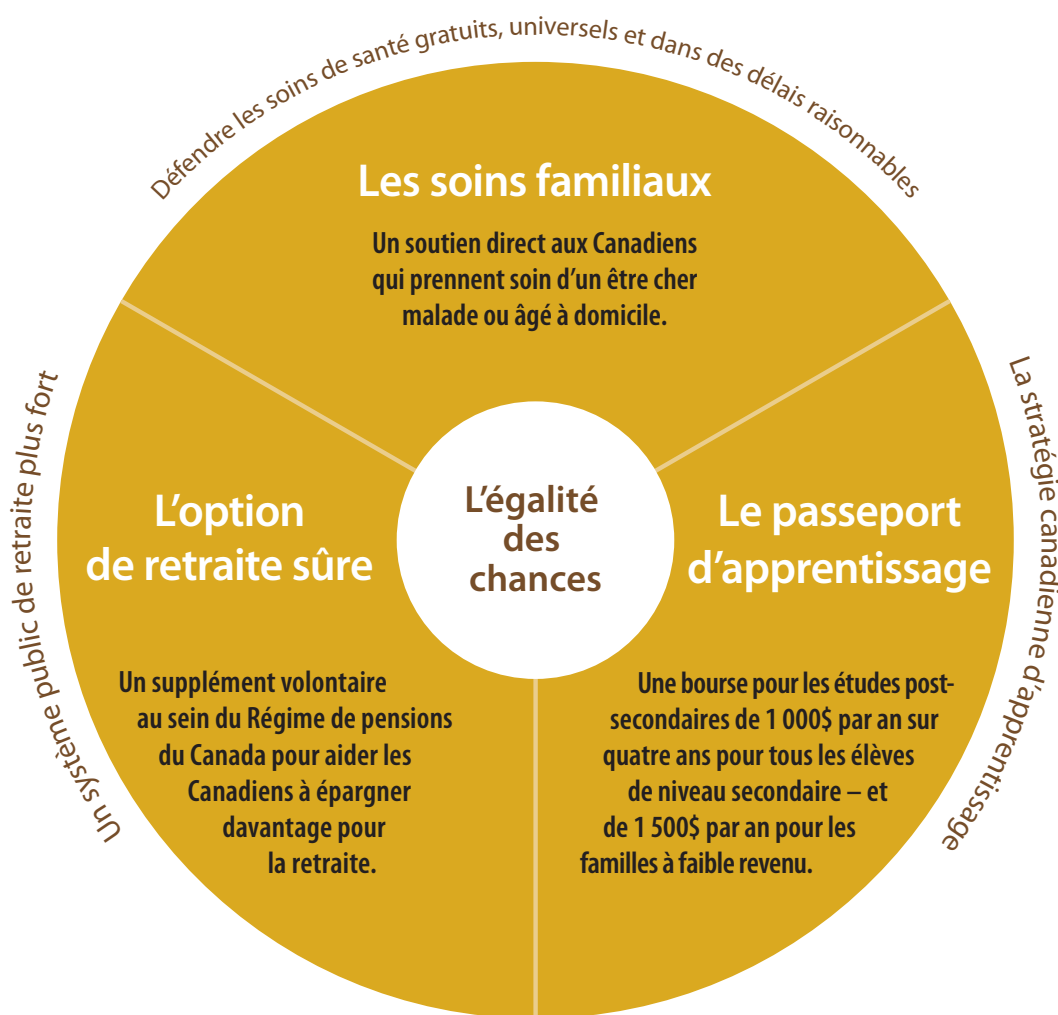 Défendre les soins de santé gratuits, universels et dans des délais raisonnables
Les soins familiaux
Un soutien direct aux Canadiens
qui prennent soin d’un être cher
malade ou âgé à domicile.
Un système public de retraite plus fort
L’option
de retraite sûre
Un supplément volontaire
au sein du Régime de pensions
du Canada pour aider les
Canadiens à épargner
davantage pour
la retraite.
L’égalité
des
chances
Le passeport
d’apprentissage
Une bourse pour les études post-
secondaires de 1 000$ par an sur
quatre ans pour tous les élèves
de niveau secondaire – et
de 1 500$ par an pour les
familles à faible revenu.
La stratégie canadienne d’apprentissage